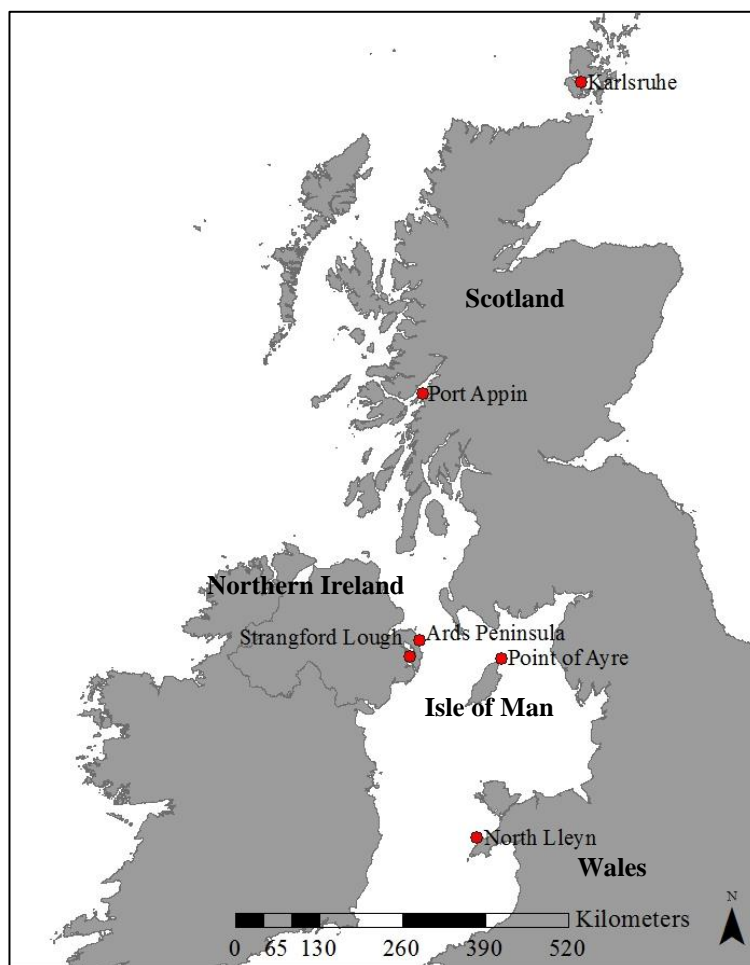 Karlsruhe
Scotland
Port Appin
Northern Ireland
Strangford Lough
Ards Peninsula
Point of Ayre
Isle of Man
North Lleyn
Wales
N
Kilometers
0 65 130 260 390 520